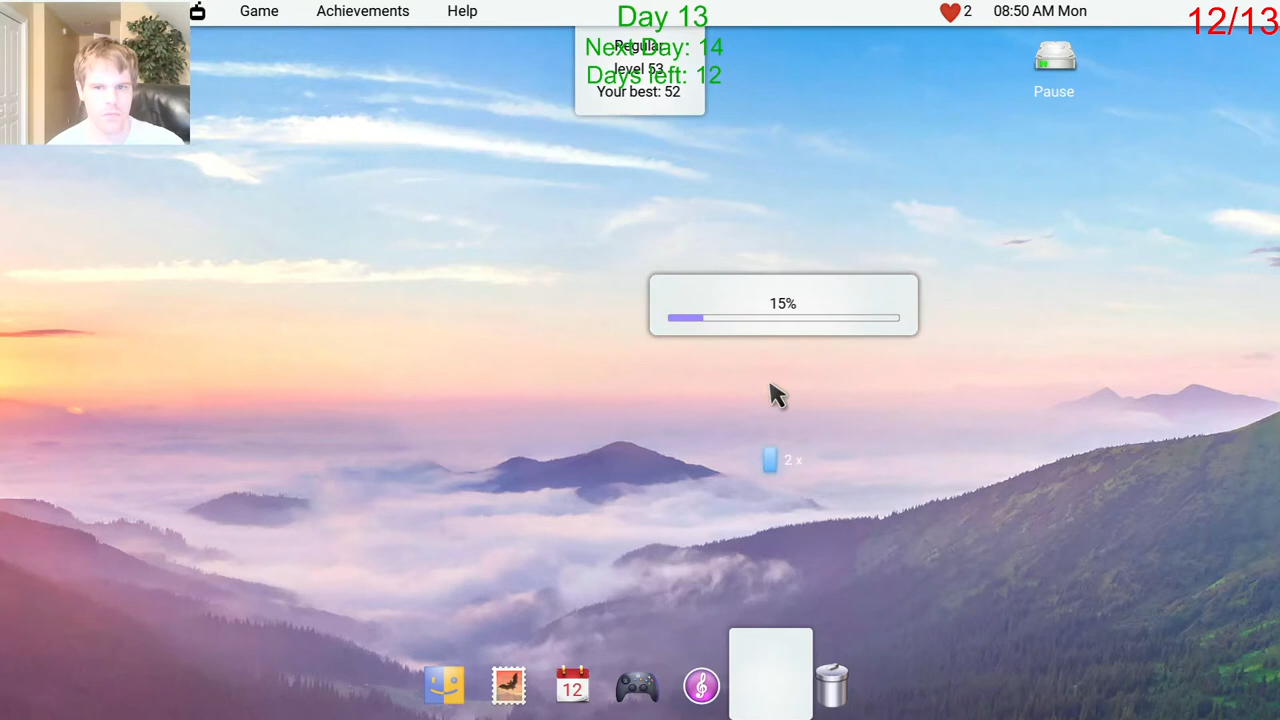 Game
Achievements
Help
2
08:50 AM Mon
12/13
Day 13
Next Day: 14
Days left: 12
Regular
level 53
Your best: 52
Pause
15%
2 x
12